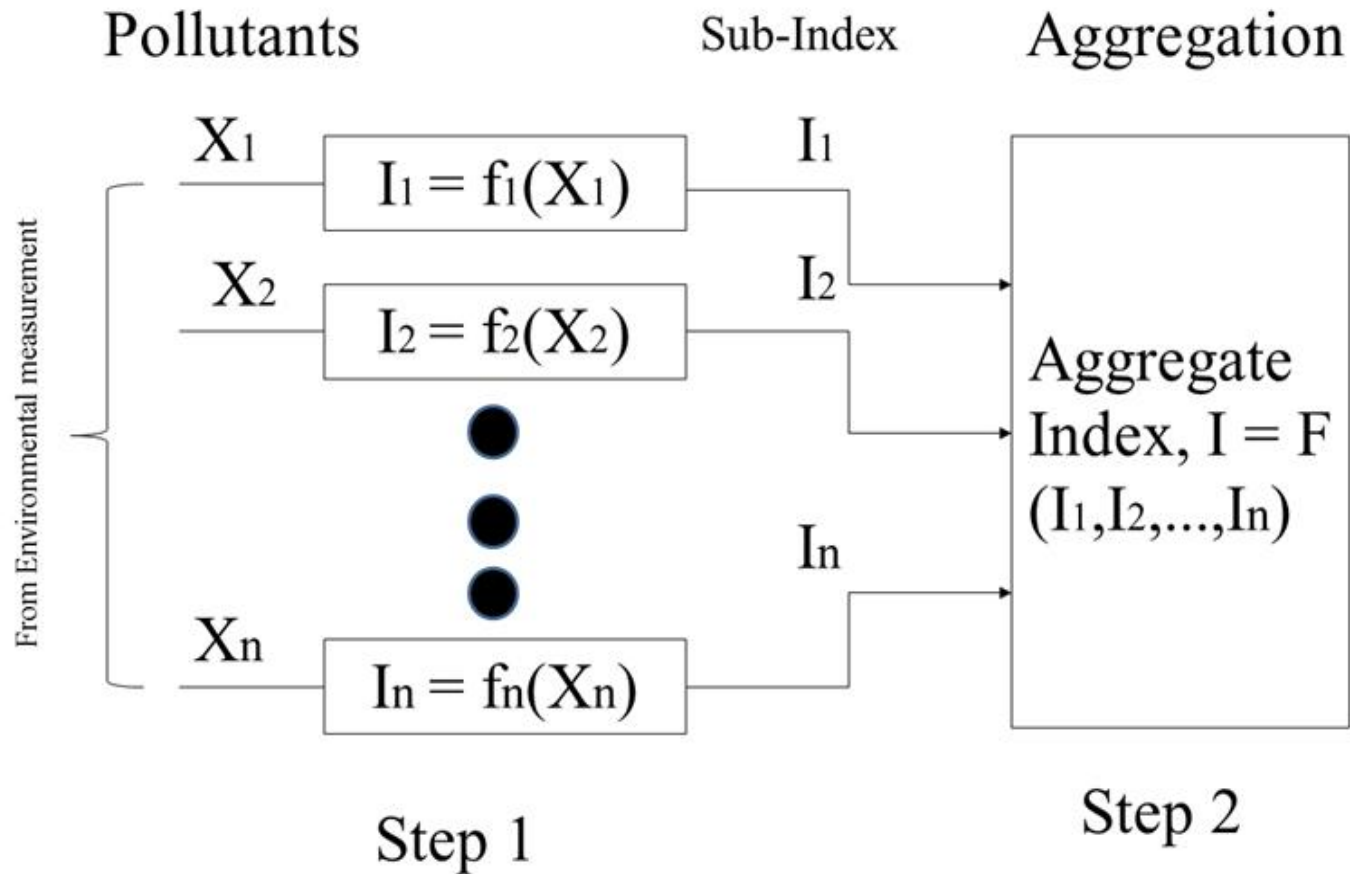 Pollutants
Sub-Index
Aggregation
From Environmental measurement
X1
I1 = f1(X1)
I1
X2
I2 = f2(X2)
I2
Xn
In = fn(Xn)
In
Aggregate
Index, I = F
(I1,I2,...,In)
Step 1
Step 2